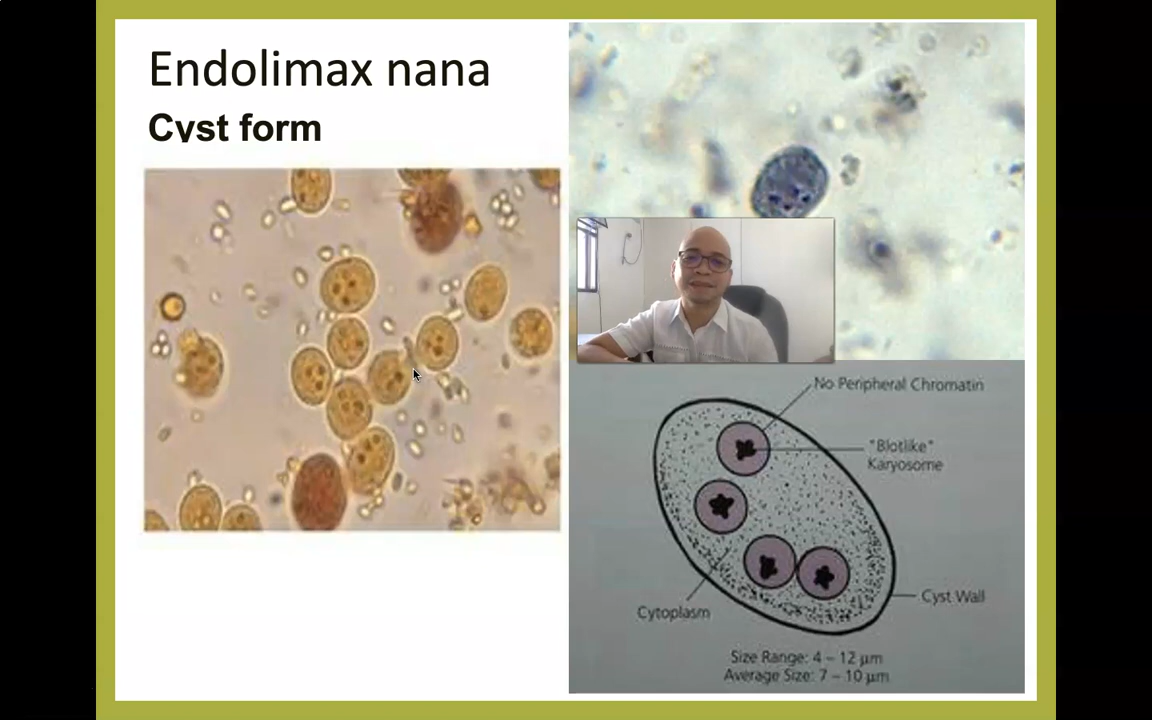 Endolimax nana
Cyst form
No Peripheral Chromatin
"Blotlike"
Karyosome
Cytoplasm
Cyst Wall
Size Range: 4 – 12 µm
Average Size: 7 – 10 µm